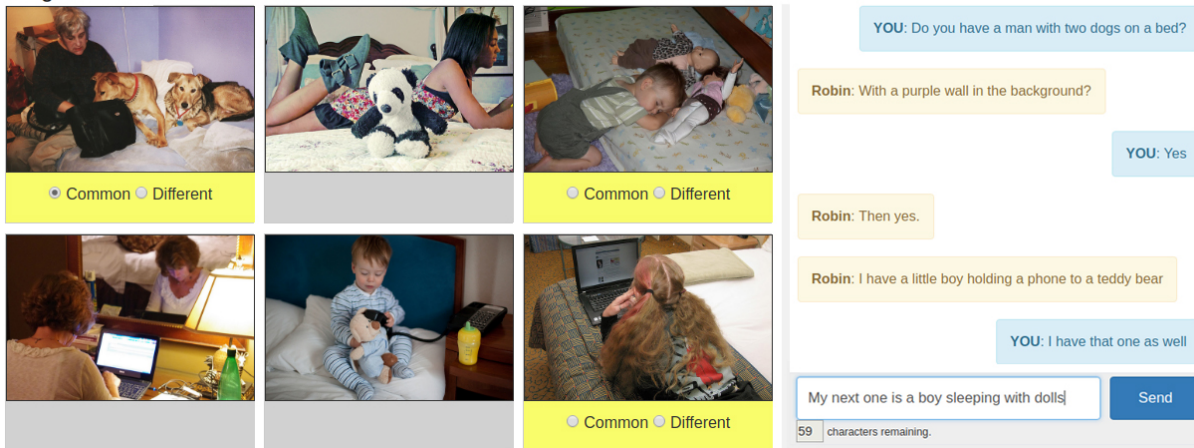 Common Different
Common Different
Common Different
YOU: Do you have a man with two dogs on a bed?
Robin: With a purple wall in the background?
YOU: Yes
Robin: Then yes.
Robin: I have a little boy holding a phone to a teddy bear
YOU: I have that one as well
My next one is a boy sleeping with dolls
Send
59 characters remaining.